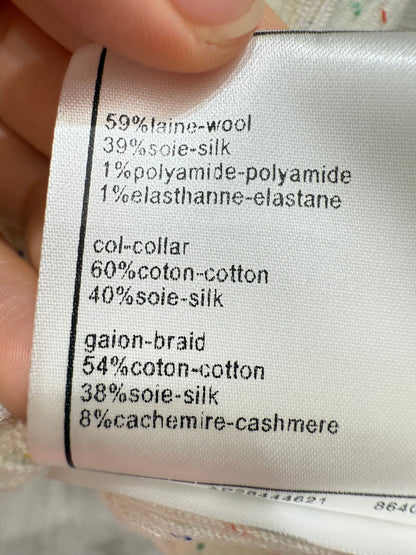 59%laine-wool
39%soie-silk
1%polyamide-polyamide
1%elasthanne-elastane
col-collar
60%coton-cotton
40%soie-silk
gaion-braid
54%coton-cotton
38%soie-silk
8%cachemire-cashmere